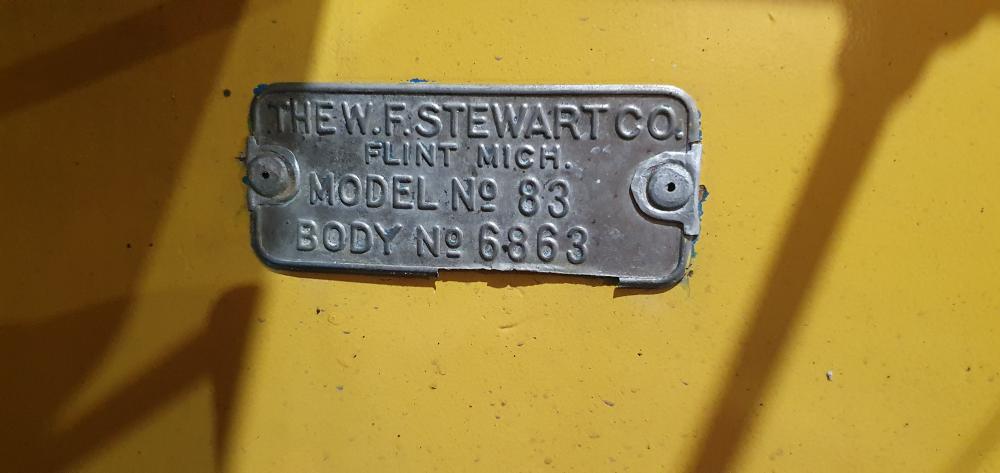 THE W. F. STEWART CO.
FLINT MICH.
MODEL Nº 83
BODY Nº 6863